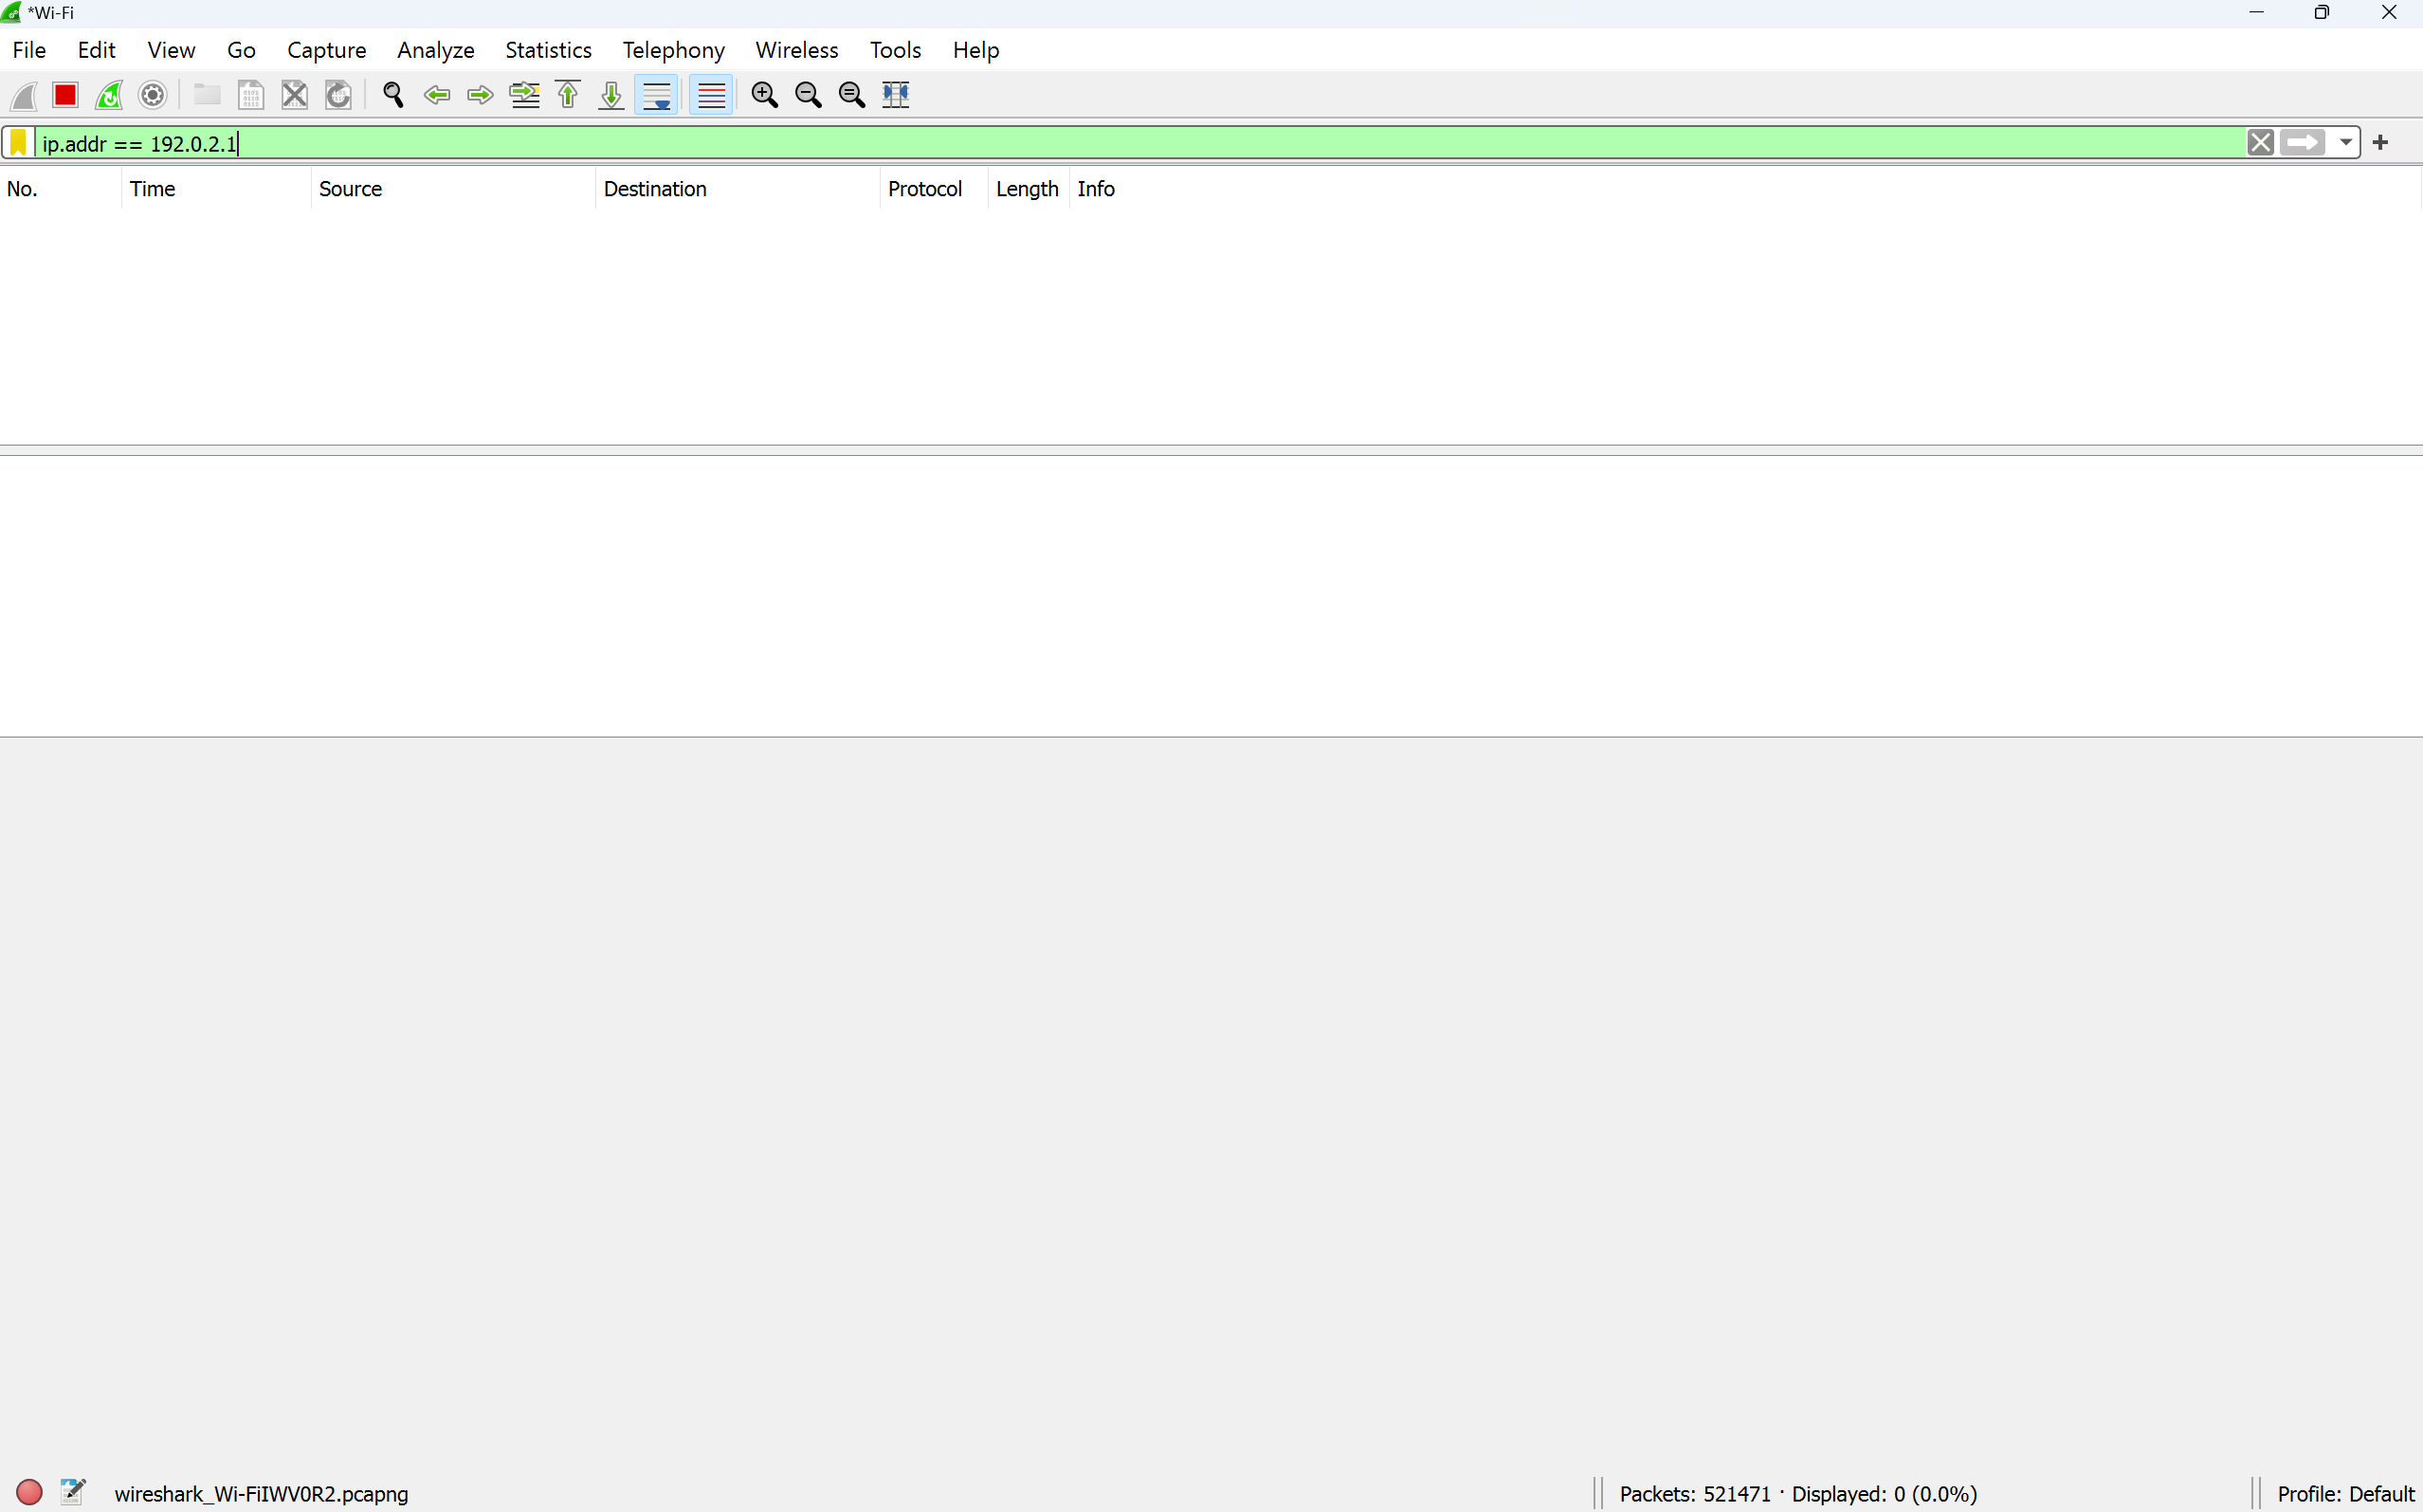 *Wi-Fi
File Edit View Go Capture Analyze Statistics Telephony Wireless Tools Help
ip.addr == 192.0.2.1
No. Time Source Destination Protocol Length Info
wireshark_Wi-FiIWV0R2.pcapng Packets: 521471 · Displayed: 0 (0.0%) Profile: Default